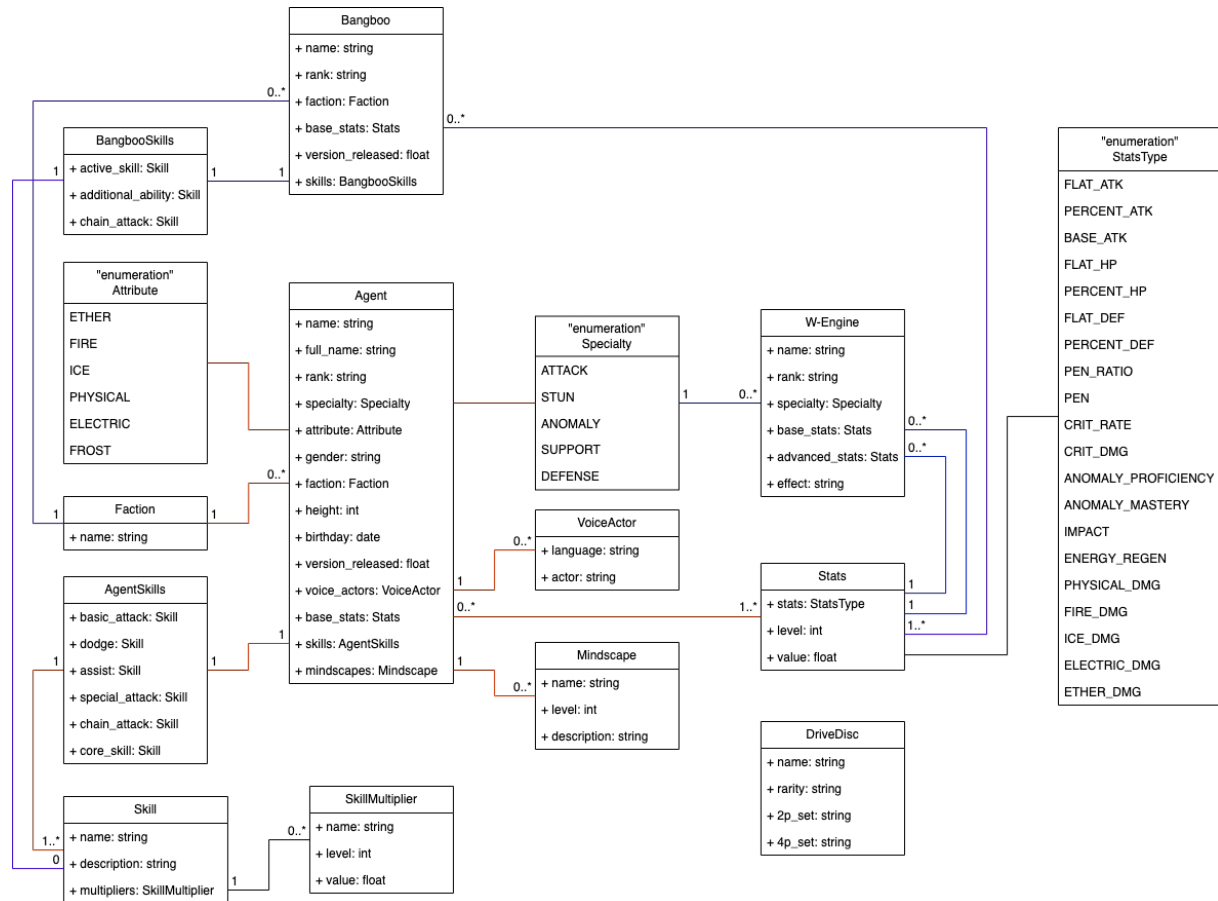 Bangboo
+ name: string
+ rank: string
+ faction: Faction
+ base_stats: Stats
+ version_released: float
+ skills: BangbooSkills
0..*
0..*
1
1
1
BangbooSkills
+ active_skill: Skill
+ additional_ability: Skill
+ chain_attack: Skill
"enumeration"
StatsType
FLAT_ATK
PERCENT_ATK
BASE_ATK
FLAT_HP
PERCENT_HP
FLAT_DEF
PERCENT_DEF
PEN_RATIO
PEN
CRIT_RATE
CRIT_DMG
ANOMALY_PROFICIENCY
ANOMALY_MASTERY
IMPACT
ENERGY_REGEN
PHYSICAL_DMG
FIRE_DMG
ICE_DMG
ELECTRIC_DMG
ETHER_DMG
"enumeration"
Attribute
ETHER
FIRE
ICE
PHYSICAL
ELECTRIC
FROST
Agent
+ name: string
+ full_name: string
+ rank: string
+ specialty: Specialty
+ attribute: Attribute
+ gender: string
+ faction: Faction
+ height: int
+ birthday: date
+ version_released: float
+ voice_actors: VoiceActor
+ base_stats: Stats
+ skills: AgentSkills
+ mindscapes: Mindscape
"enumeration"
Specialty
ATTACK
STUN
ANOMALY
SUPPORT
DEFENSE
1
0..*
W-Engine
+ name: string
+ rank: string
+ specialty: Specialty
+ base_stats: Stats
+ advanced_stats: Stats
+ effect: string
0..*
0..*
0..*
1
1
Faction
+ name: string
VoiceActor
+ language: string
+ actor: string
0..*
1
0..*
1..*
Stats
+ stats: StatsType
+ level: int
+ value: float
1
1
1..*
AgentSkills
+ basic_attack: Skill
+ dodge: Skill
+ assist: Skill
+ special_attack: Skill
+ chain_attack: Skill
+ core_skill: Skill
1
1
1
1
0..*
Mindscape
+ name: string
+ level: int
+ description: string
DriveDisc
+ name: string
+ rarity: string
+ 2p_set: string
+ 4p_set: string
Skill
+ name: string
+ description: string
+ multipliers: SkillMultiplier
1..*
0
1
0..*
SkillMultiplier
+ name: string
+ level: int
+ value: float